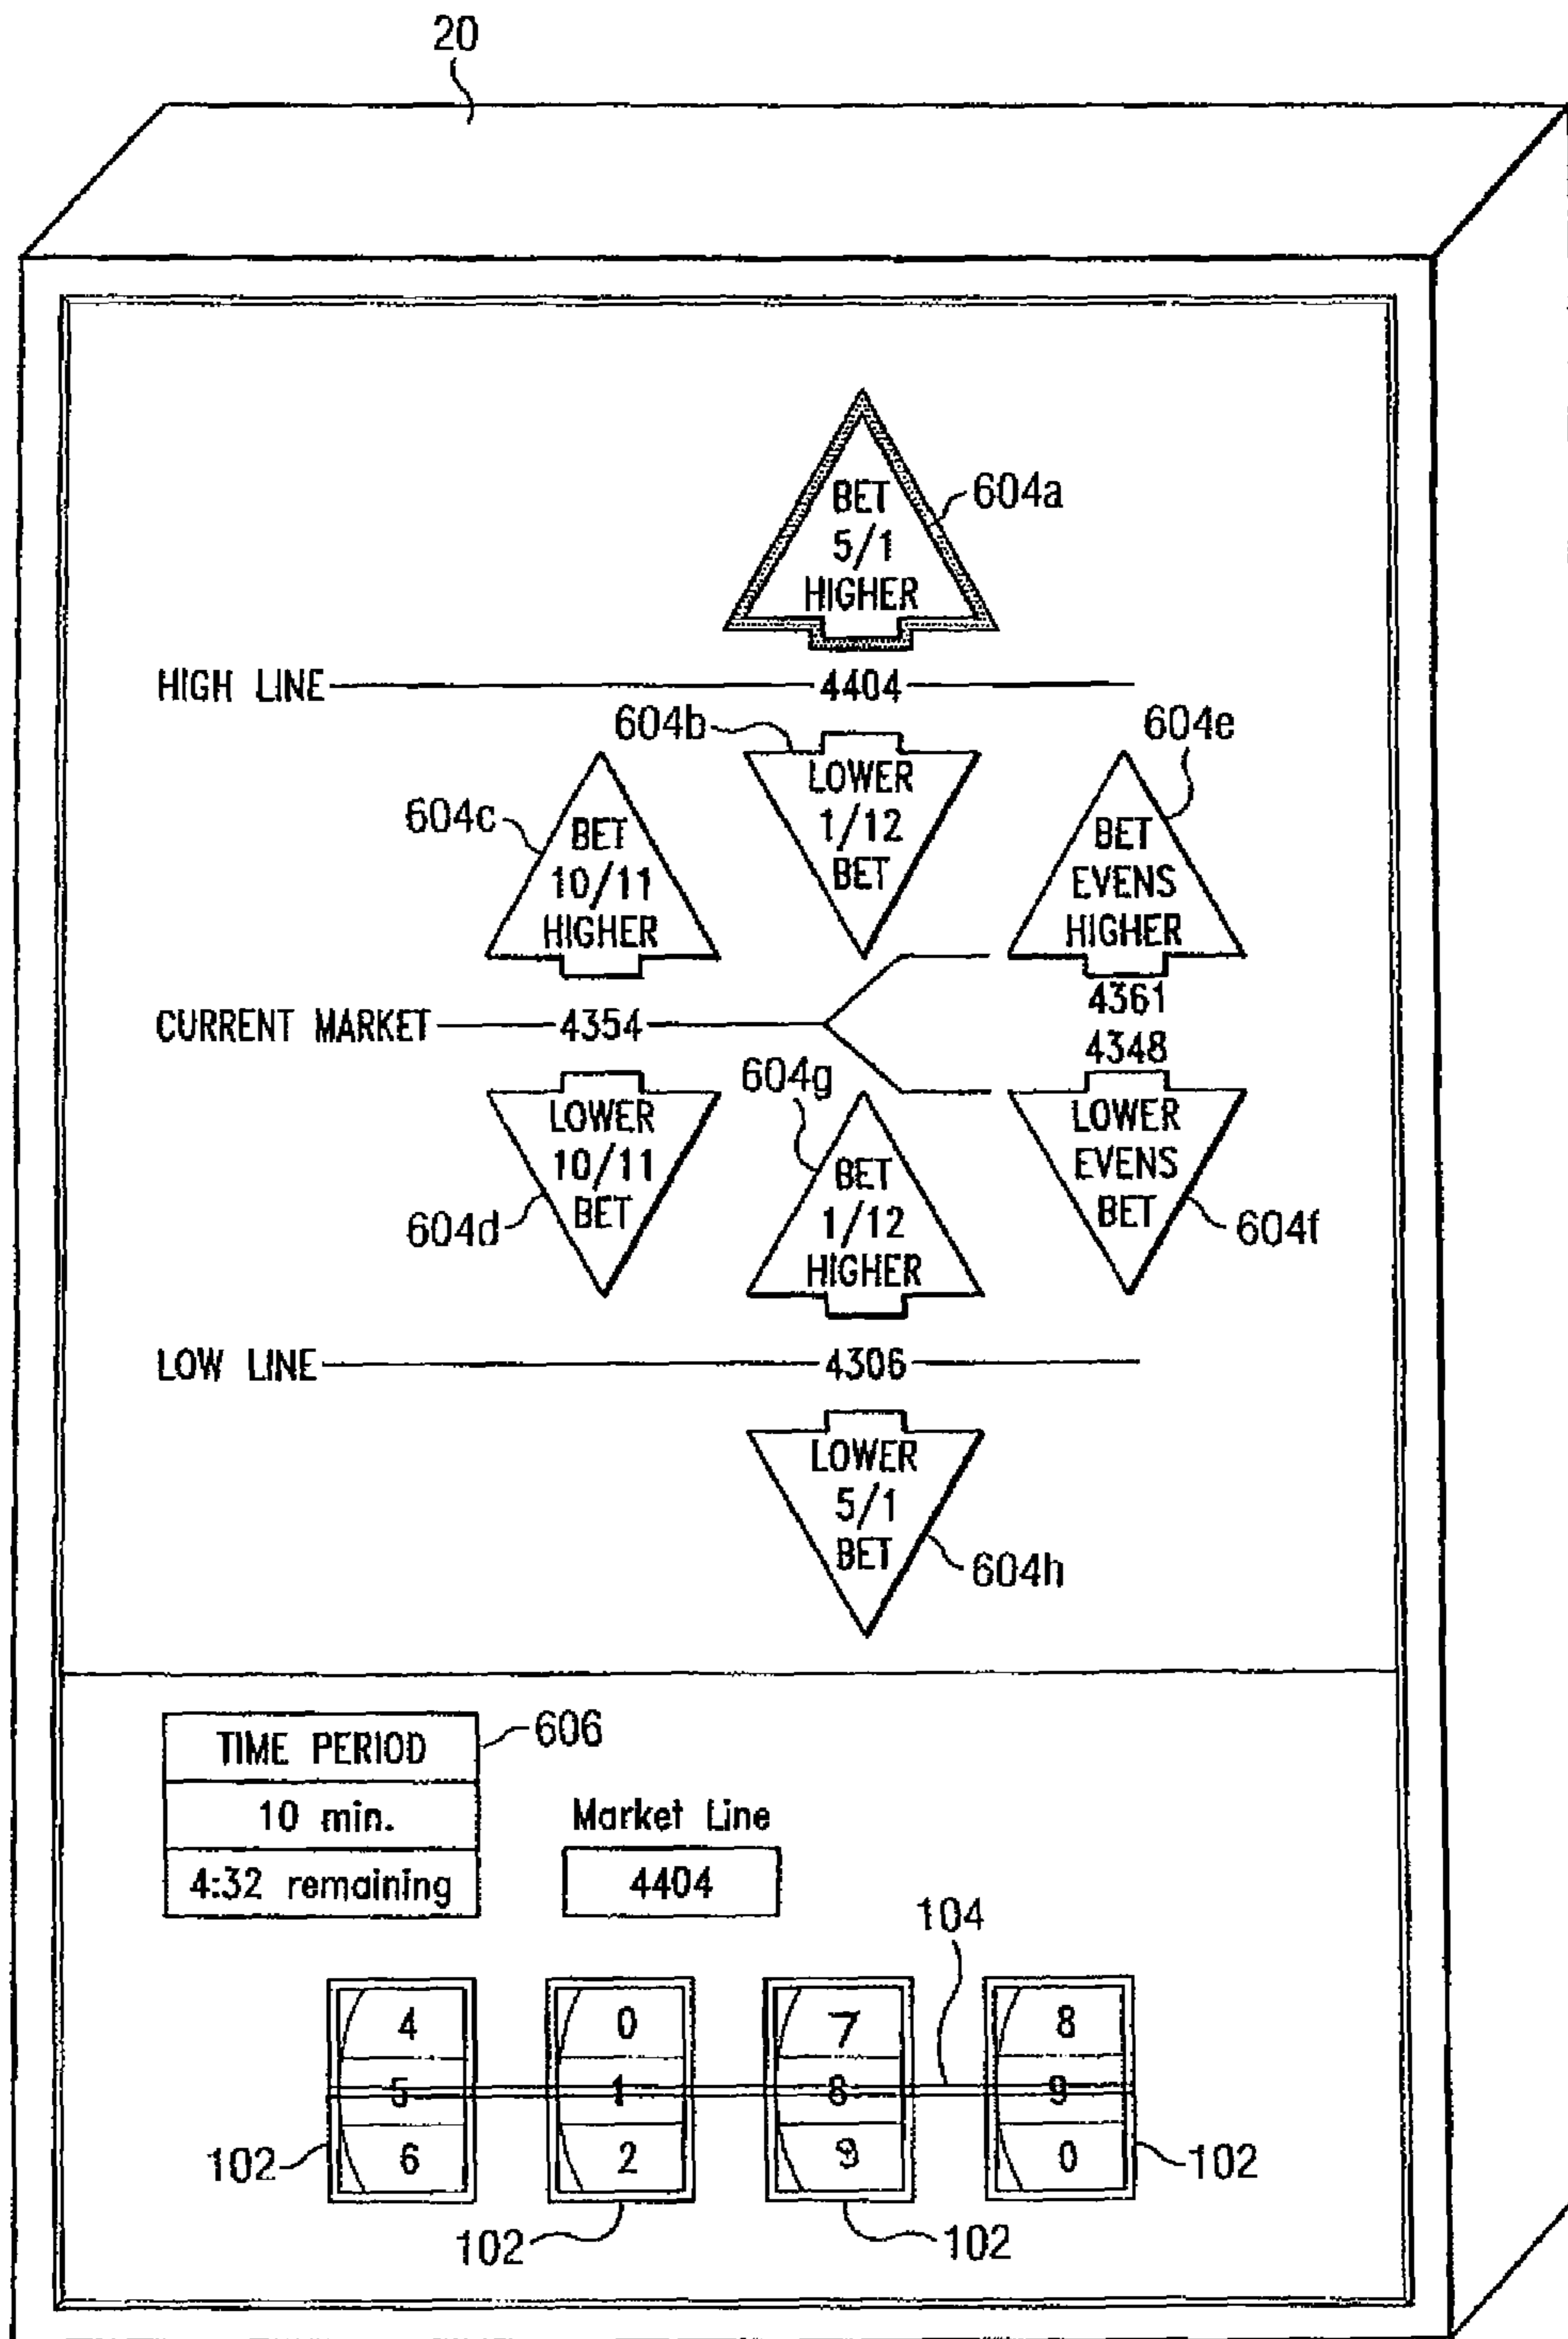 20
BET
5/1
HIGHER
604a
HIGH LINE 4404
604b
604e
LOWER
1/12
BET
604c
BET
10/11
HIGHER
BET
EVENS
HIGHER
4361
CURRENT MARKET 4354
4348
604g
LOWER
10/11
BET
604d
BET
1/12
HIGHER
LOWER
EVENS
BET
604f
LOW LINE 4306
LOWER
5/1
BET
604h
TIME PERIOD
606
10 min.
4:32 remaining
Market Line
4404
104
4 0 7 8
5 1 8 9
6 2 9 0
102
102
102
102